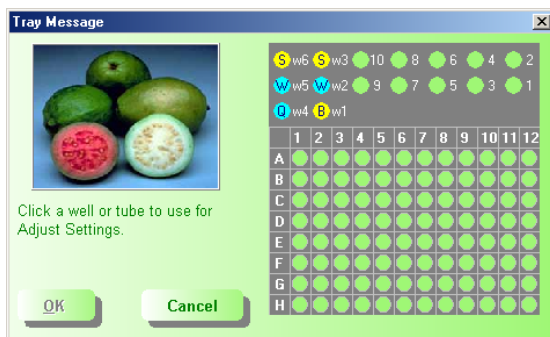 Tray Message
S w6 S w3 10 8 6 4 2
W w5 W w2 9 7 5 3 1
Q w4 B w1
1 2 3 4 5 6 7 8 9 10 11 12
A
B
C
D
E
F
G
H
Click a well or tube to use for
Adjust Settings.
OK Cancel